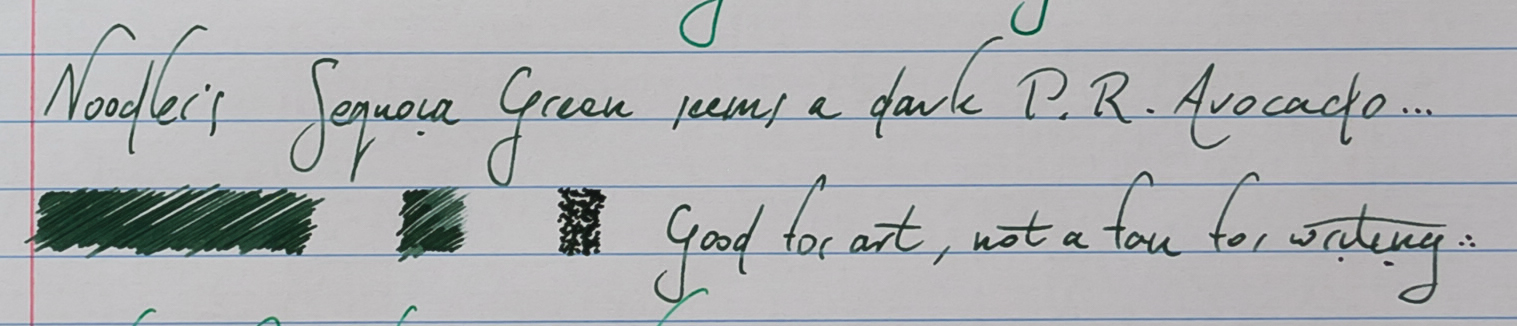 Noodler's Sequoia Green seems a dark P.R. Avocado...
Good for art, not a fan for writing..